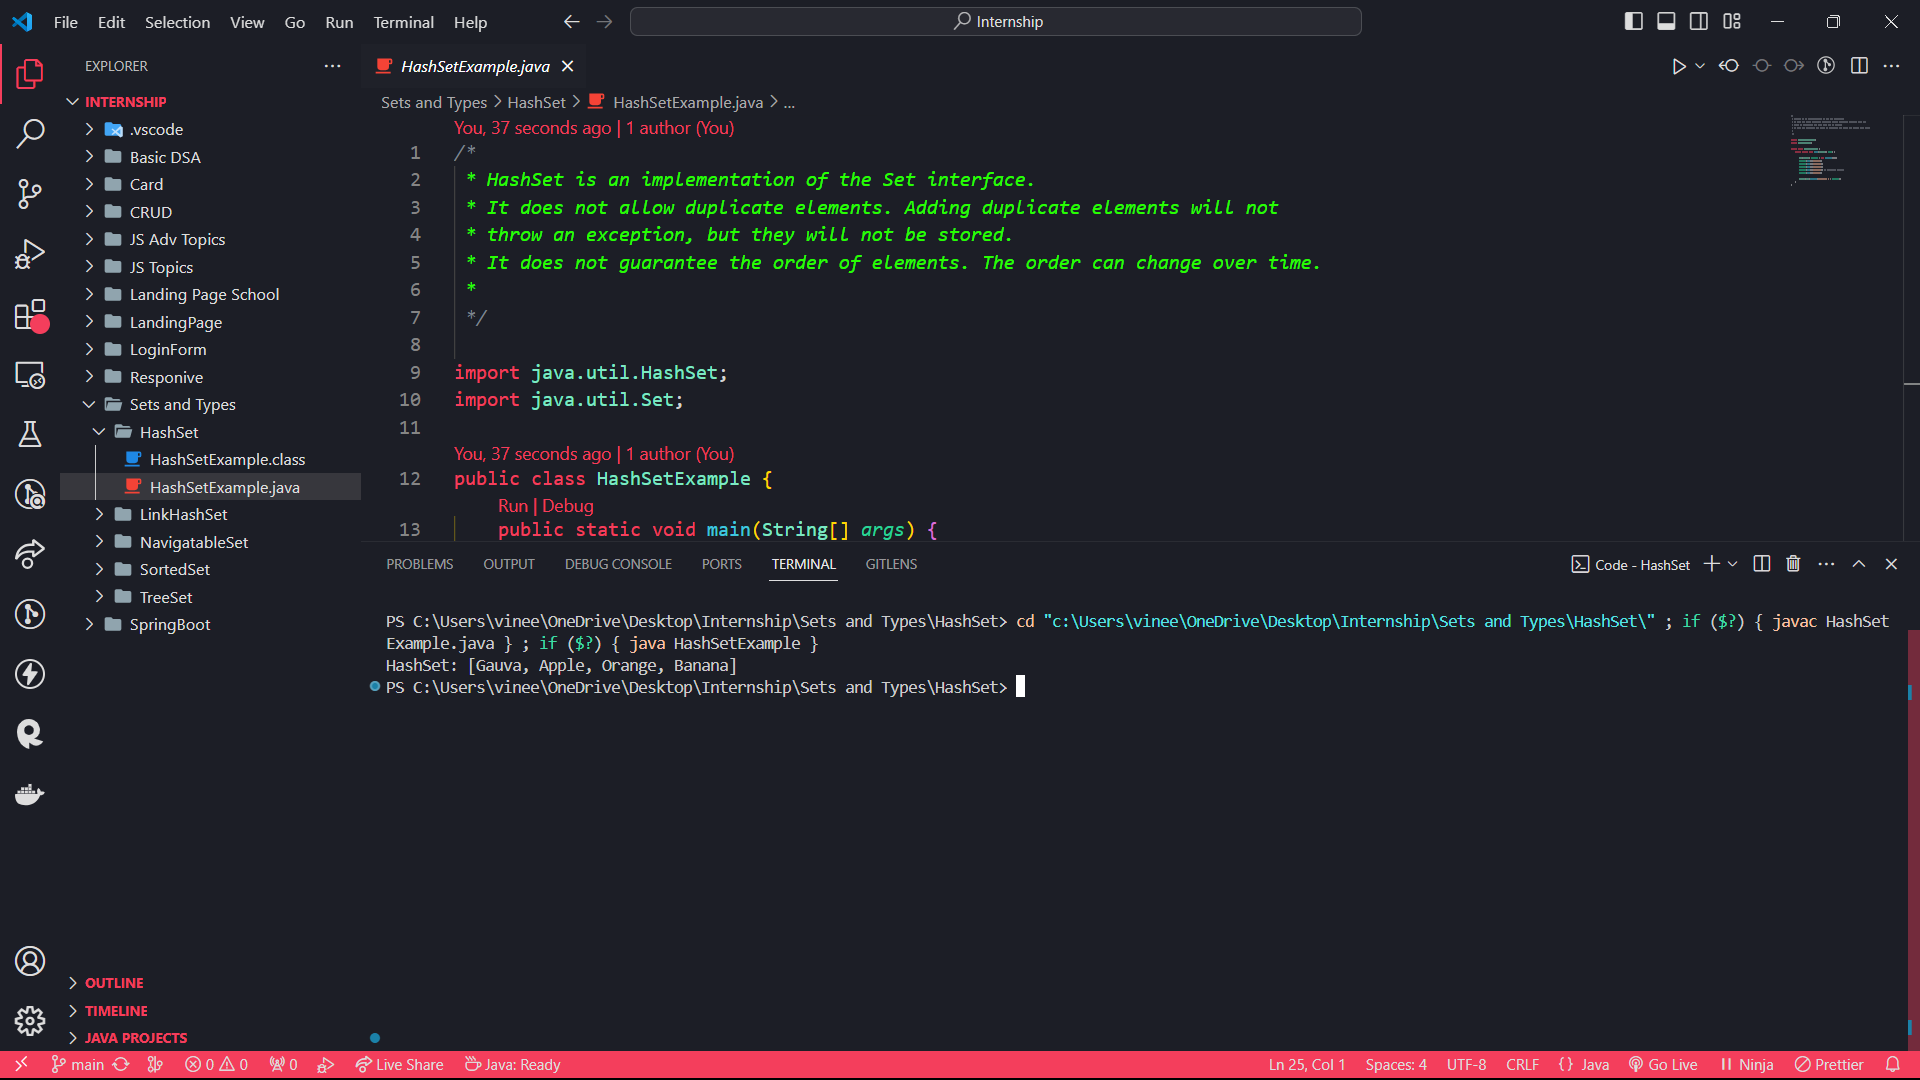 File Edit Selection View Go Run Terminal Help
Internship
EXPLORER
HashSetExample.java
INTERNSHIP
.vscode
Basic DSA
Card
CRUD
JS Adv Topics
JS Topics
Landing Page School
LandingPage
LoginForm
Responive
Sets and Types
HashSet
HashSetExample.class
HashSetExample.java
LinkHashSet
NavigatableSet
SortedSet
TreeSet
SpringBoot
OUTLINE
TIMELINE
JAVA PROJECTS
Sets and Types > HashSet > HashSetExample.java > ...
You, 37 seconds ago | 1 author (You)
1 /*
2 * HashSet is an implementation of the Set interface.
3 * It does not allow duplicate elements. Adding duplicate elements will not
4 * throw an exception, but they will not be stored.
5 * It does not guarantee the order of elements. The order can change over time.
6 *
7 */
8
9 import java.util.HashSet;
10 import java.util.Set;
11
You, 37 seconds ago | 1 author (You)
12 public class HashSetExample {
Run | Debug
13 public static void main(String[] args) {
PROBLEMS OUTPUT DEBUG CONSOLE PORTS TERMINAL GITLENS
Code - HashSet
PS C:\Users\vinee\OneDrive\Desktop\Internship\Sets and Types\HashSet> cd "c:\Users\vinee\OneDrive\Desktop\Internship\Sets and Types\HashSet\" ; if ($?) { javac HashSet
Example.java } ; if ($?) { java HashSetExample }
HashSet: [Gauva, Apple, Orange, Banana]
PS C:\Users\vinee\OneDrive\Desktop\Internship\Sets and Types\HashSet>
main 0 0 0 Live Share Java: Ready Ln 25, Col 1 Spaces: 4 UTF-8 CRLF {} Java Go Live Ninja Prettier